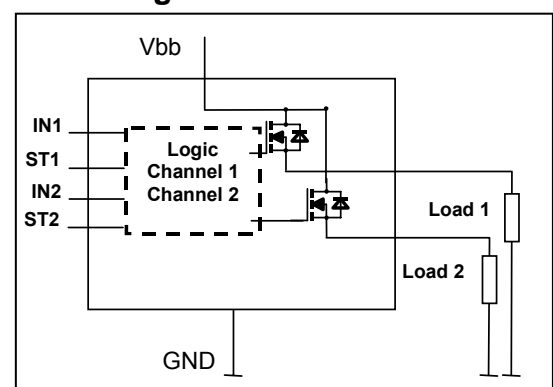 Vbb
IN1
ST1
IN2
ST2
Logic
Channel 1
Channel 2
Load 1
Load 2
GND